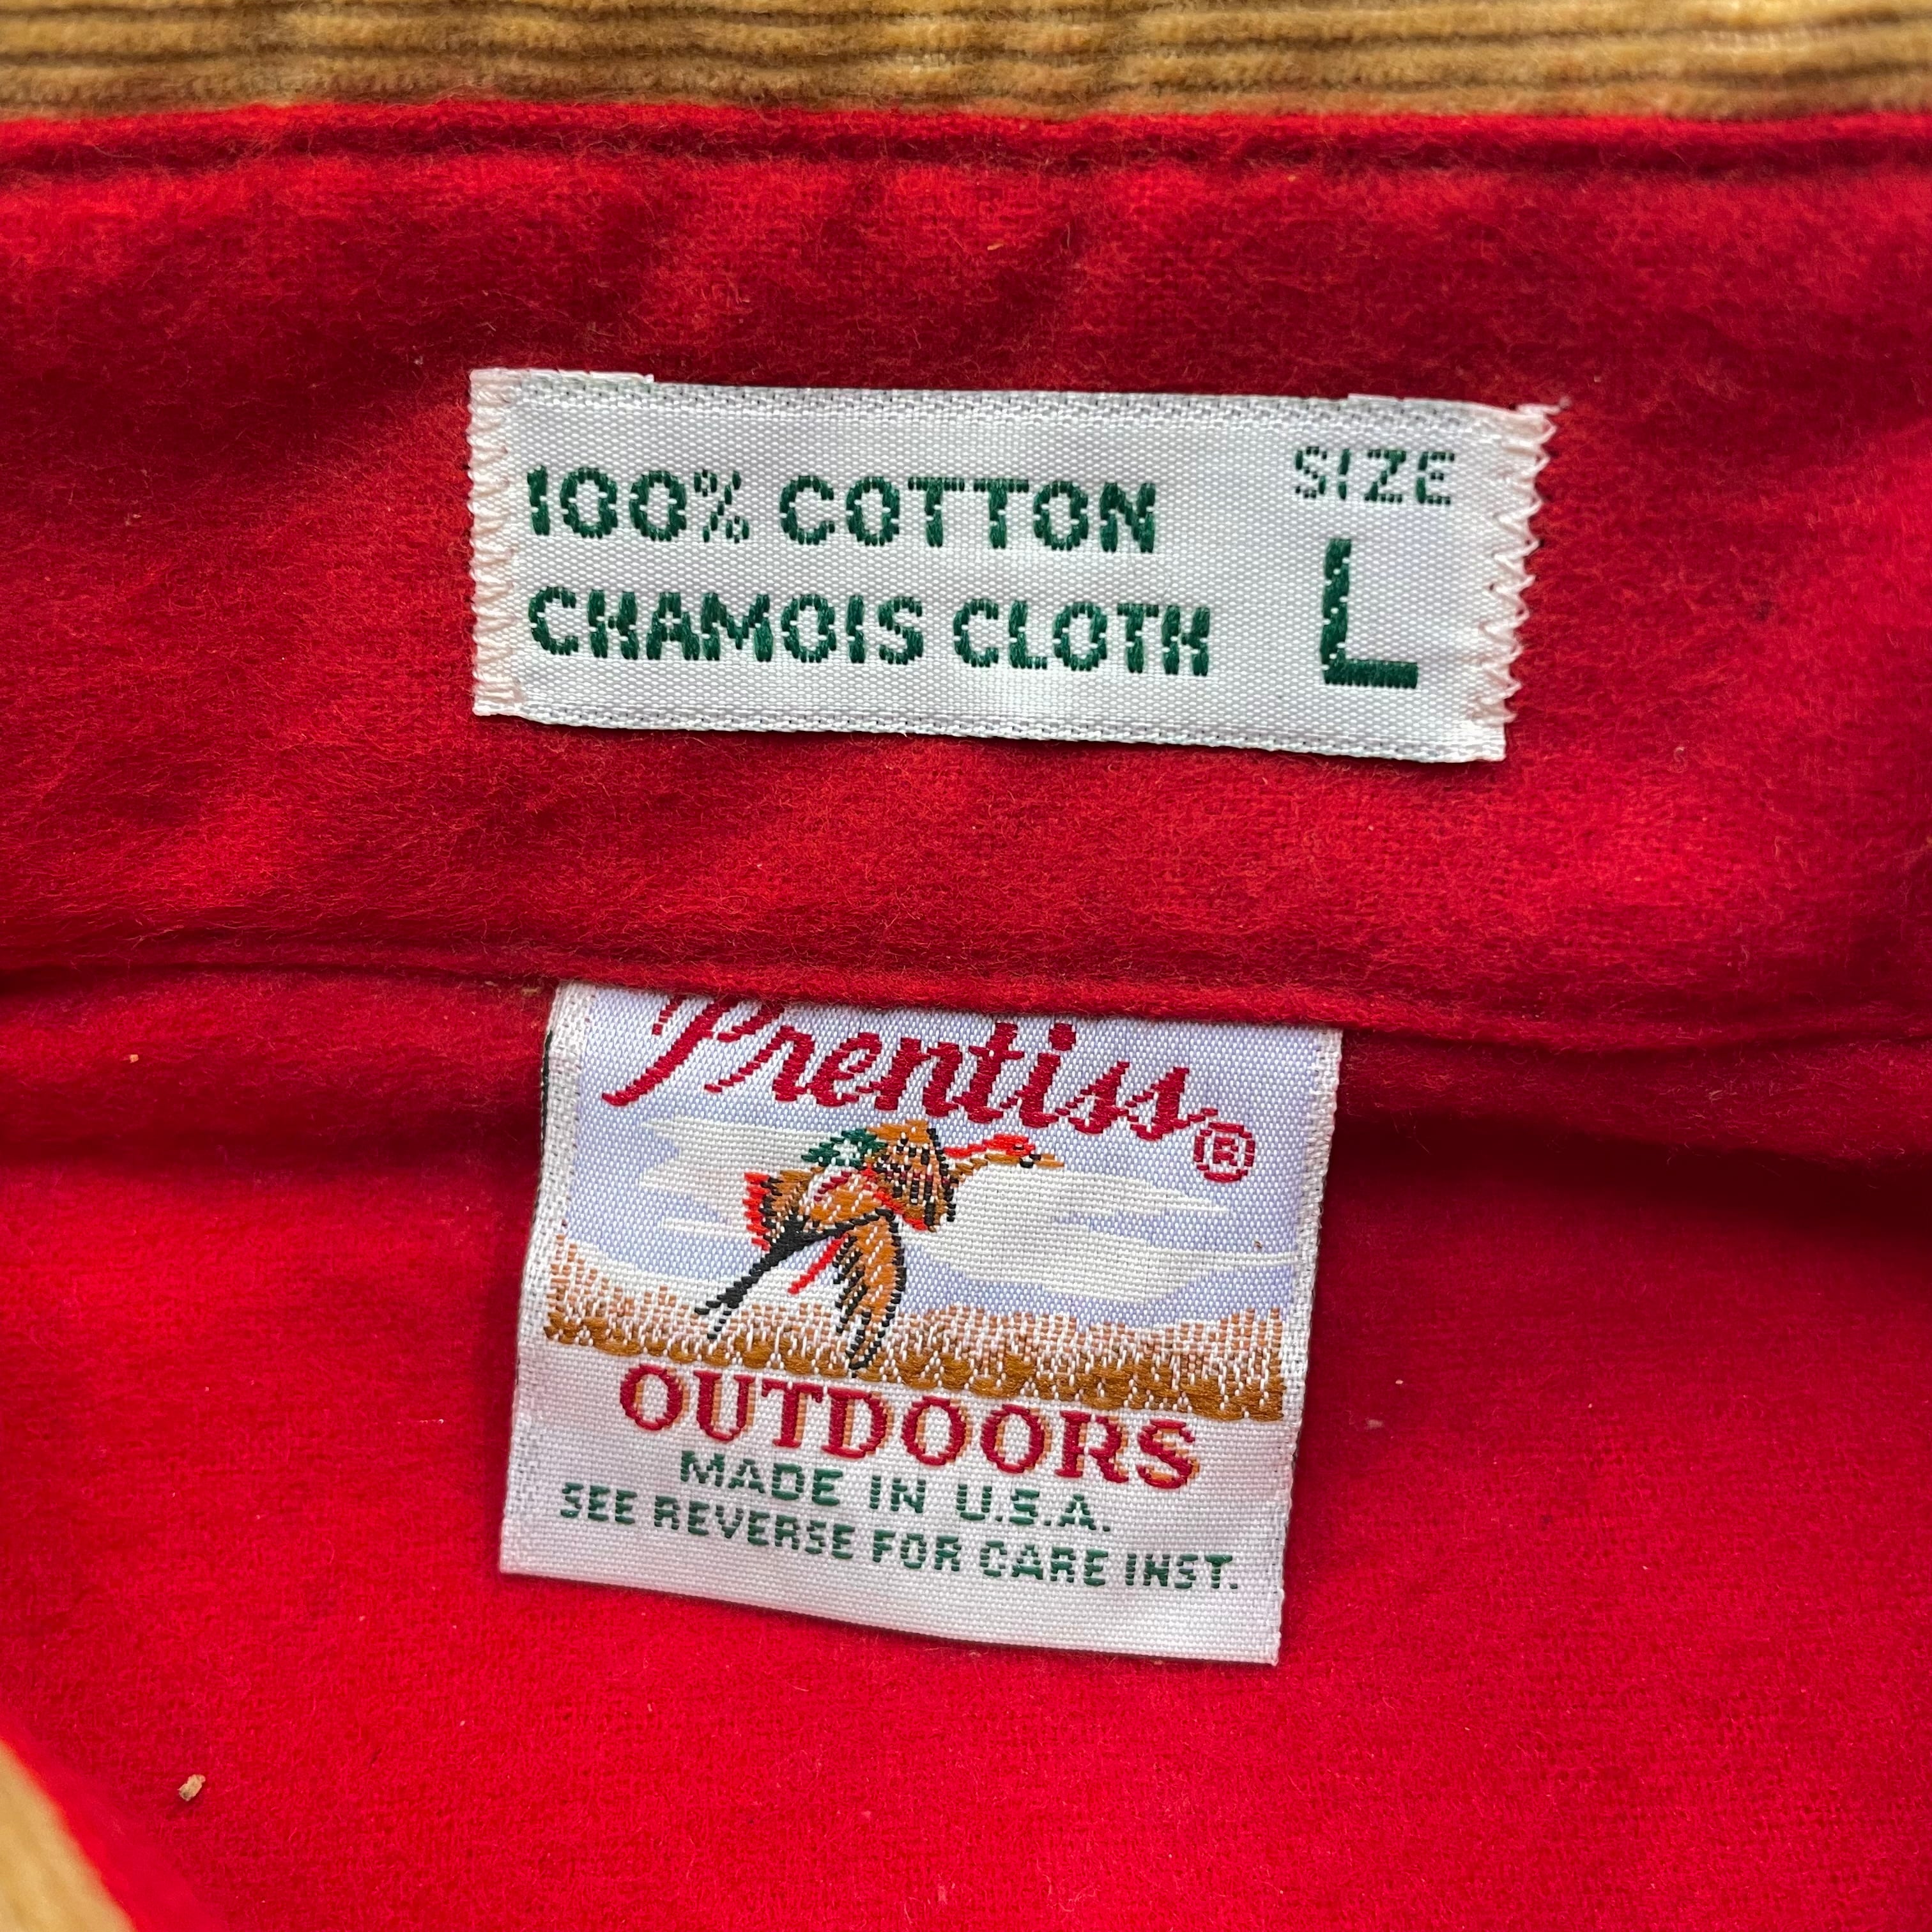 100% COTTON
CHAMOIS CLOTH
SIZE
L
Prentiss®
OUTDOORS
MADE IN U.S.A.
SEE REVERSE FOR CARE INST.